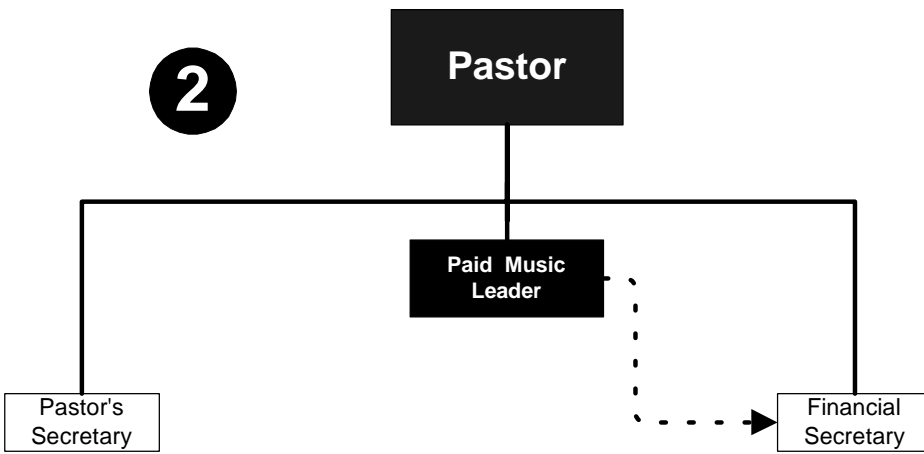 2
Pastor
Paid Music
Leader
Pastor's
Secretary
Financial
Secretary